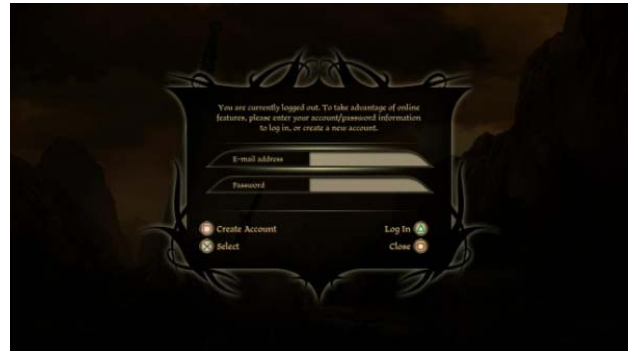 You are currently logged out. To take advantage of online
features, please enter your account/password information
to log in, or create a new account.
E-mail address
Password
Create Account
Log In
Select
Close